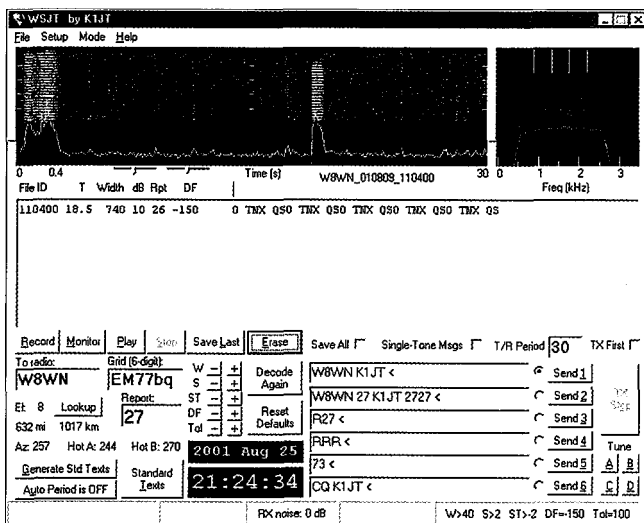 WSJT by K1JT
File Setup Mode Help
0 0.4 Time (s) W8WN_010809_110400 30
0 1 2 3
Freq (kHz)
File ID T Width dB Rpt DF
110400 18.5 740 10 26 -150 0 TNX QSO TNX QSO TNX QSO TNX QSO TNX QS
Record Monitor Play Stop Save Last Erase Save All Single-Tone Msgs T/R Period 30 TX First
To radio: Grid (6-digit):
W8WN EM77bq
El: 8 Lookup Report: 27
632 mi 1017 km
Az: 257 Hot A: 244 Hot B: 270
Generate Std Texts Standard Texts
Auto Period is OFF
W - +
S - +
ST - +
DF - +
Tol - +
Decode Again
Reset Defaults
2001 Aug 25
21:24:34
W8WN K1JT < Send 1
W8WN 27 K1JT 2727 < Send 2
R27 < Send 3
RRR < Send 4
73 < Send 5
CQ K1JT < Send 6
TX Stop
Tune
A B
C D
RX noise: 0 dB W>40 S>2 ST>-2 DF=-150 Tol=100